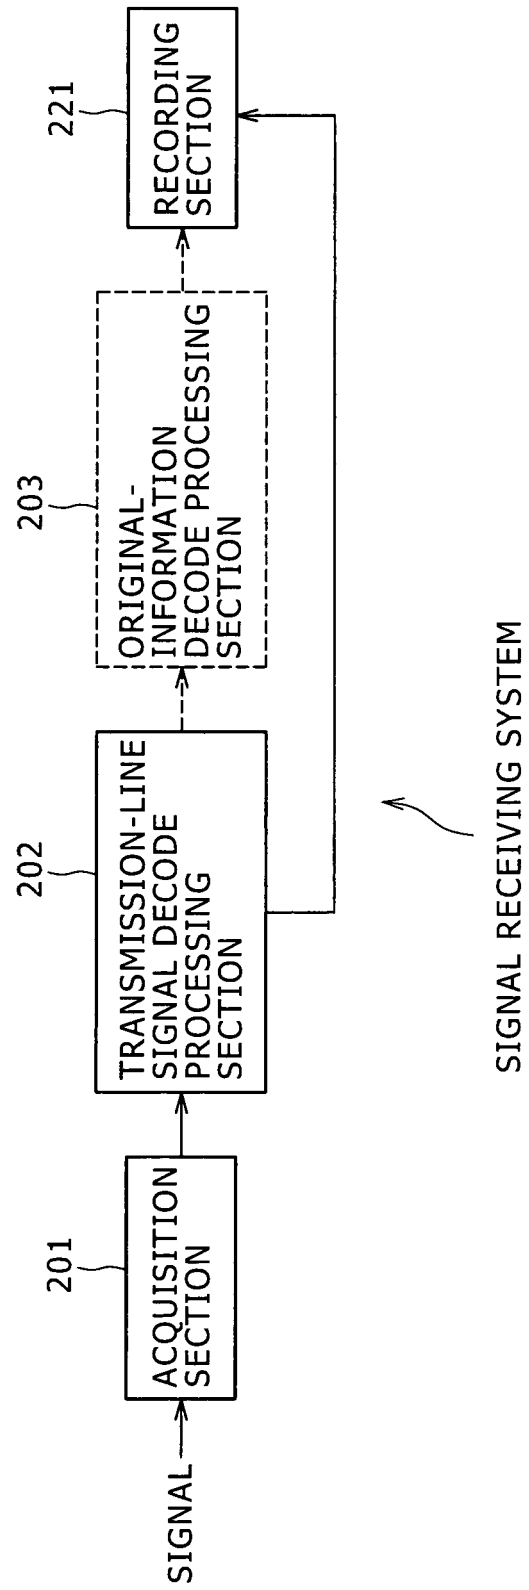 SIGNAL
201
ACQUISITION
SECTION
202
TRANSMISSION-LINE
SIGNAL DECODE
PROCESSING
SECTION
203
ORIGINAL-
INFORMATION
DECODE PROCESSING
SECTION
221
RECORDING
SECTION
SIGNAL RECEIVING SYSTEM